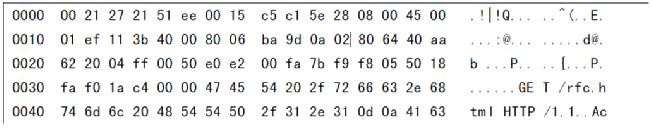 0000 00 21 27 21 51 ee 00 15 c5 c1 5e 28 08 00 45 00 .!|!Q... ..^(..E.
0010 01 ef 11 3b 40 00 80 06 ba 9d 0a 02 80 64 40 aa ...:@... .....d@.
0020 62 20 04 ff 00 50 e0 e2 00 fa 7b f9 f8 05 50 18 b ...P.. ..{...P.
0030 fa f0 1a c4 00 00 47 45 54 20 2f 72 66 63 2e 68 ......GE T /rfc.h
0040 74 6d 6c 20 48 54 54 50 2f 31 2e 31 0d 0a 41 63 tml HTTP /1.1..Ac